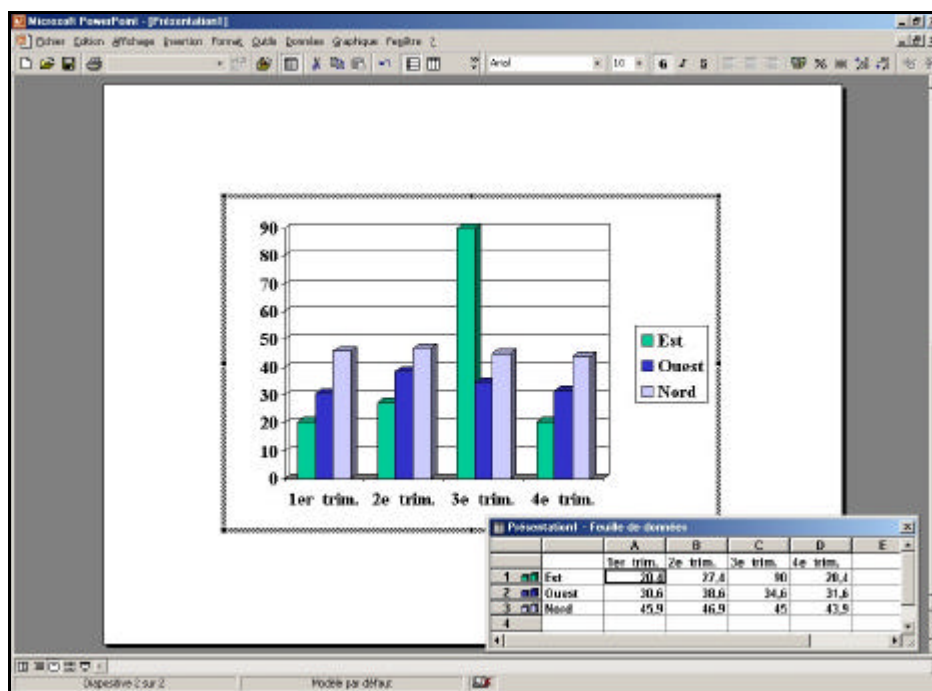 Microsoft PowerPoint - [Présentation1]
Fichier Edition Affichage Insertion Format Outils Données Graphique Fenêtre ?
Arial 10 G I S
90
80
70
60
50
40
30
20
10
0
1er trim. 2e trim. 3e trim. 4e trim.
Est
Ouest
Nord
Présentation1 - Feuille de données
A B C D E
1er trim. 2e trim. 3e trim. 4e trim.
1 Est 20,4 27,4 90 20,4
2 Ouest 30,6 38,6 34,6 31,6
3 Nord 45,9 46,9 45 43,9
4
Diapositive 2 sur 2 Modèle par défaut